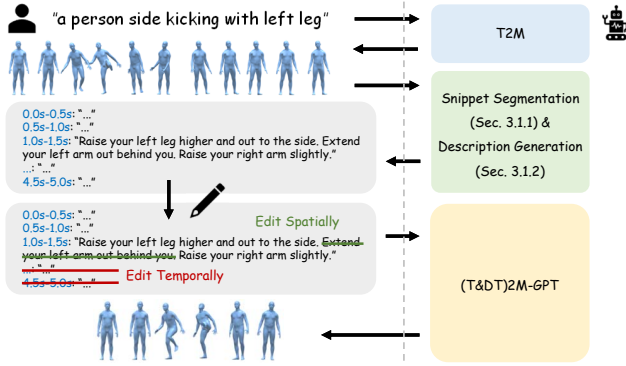 "a person side kicking with left leg"
T2M
0.0s-0.5s: "..."
0.5s-1.0s: "..."
1.0s-1.5s: "Raise your left leg higher and out to the side. Extend
your left arm out behind you. Raise your right arm slightly."
...: "..."
4.5s-5.0s: "..."
Snippet Segmentation
(Sec. 3.1.1) &
Description Generation
(Sec. 3.1.2)
0.0s-0.5s: "..."
0.5s-1.0s: "..."
Edit Spatially
1.0s-1.5s: "Raise your left leg higher and out to the side. Extend
your left arm out behind you. Raise your right arm slightly."
...: "..."
4.5s-5.0s: "..."
Edit Temporally
(T&DT)2M-GPT